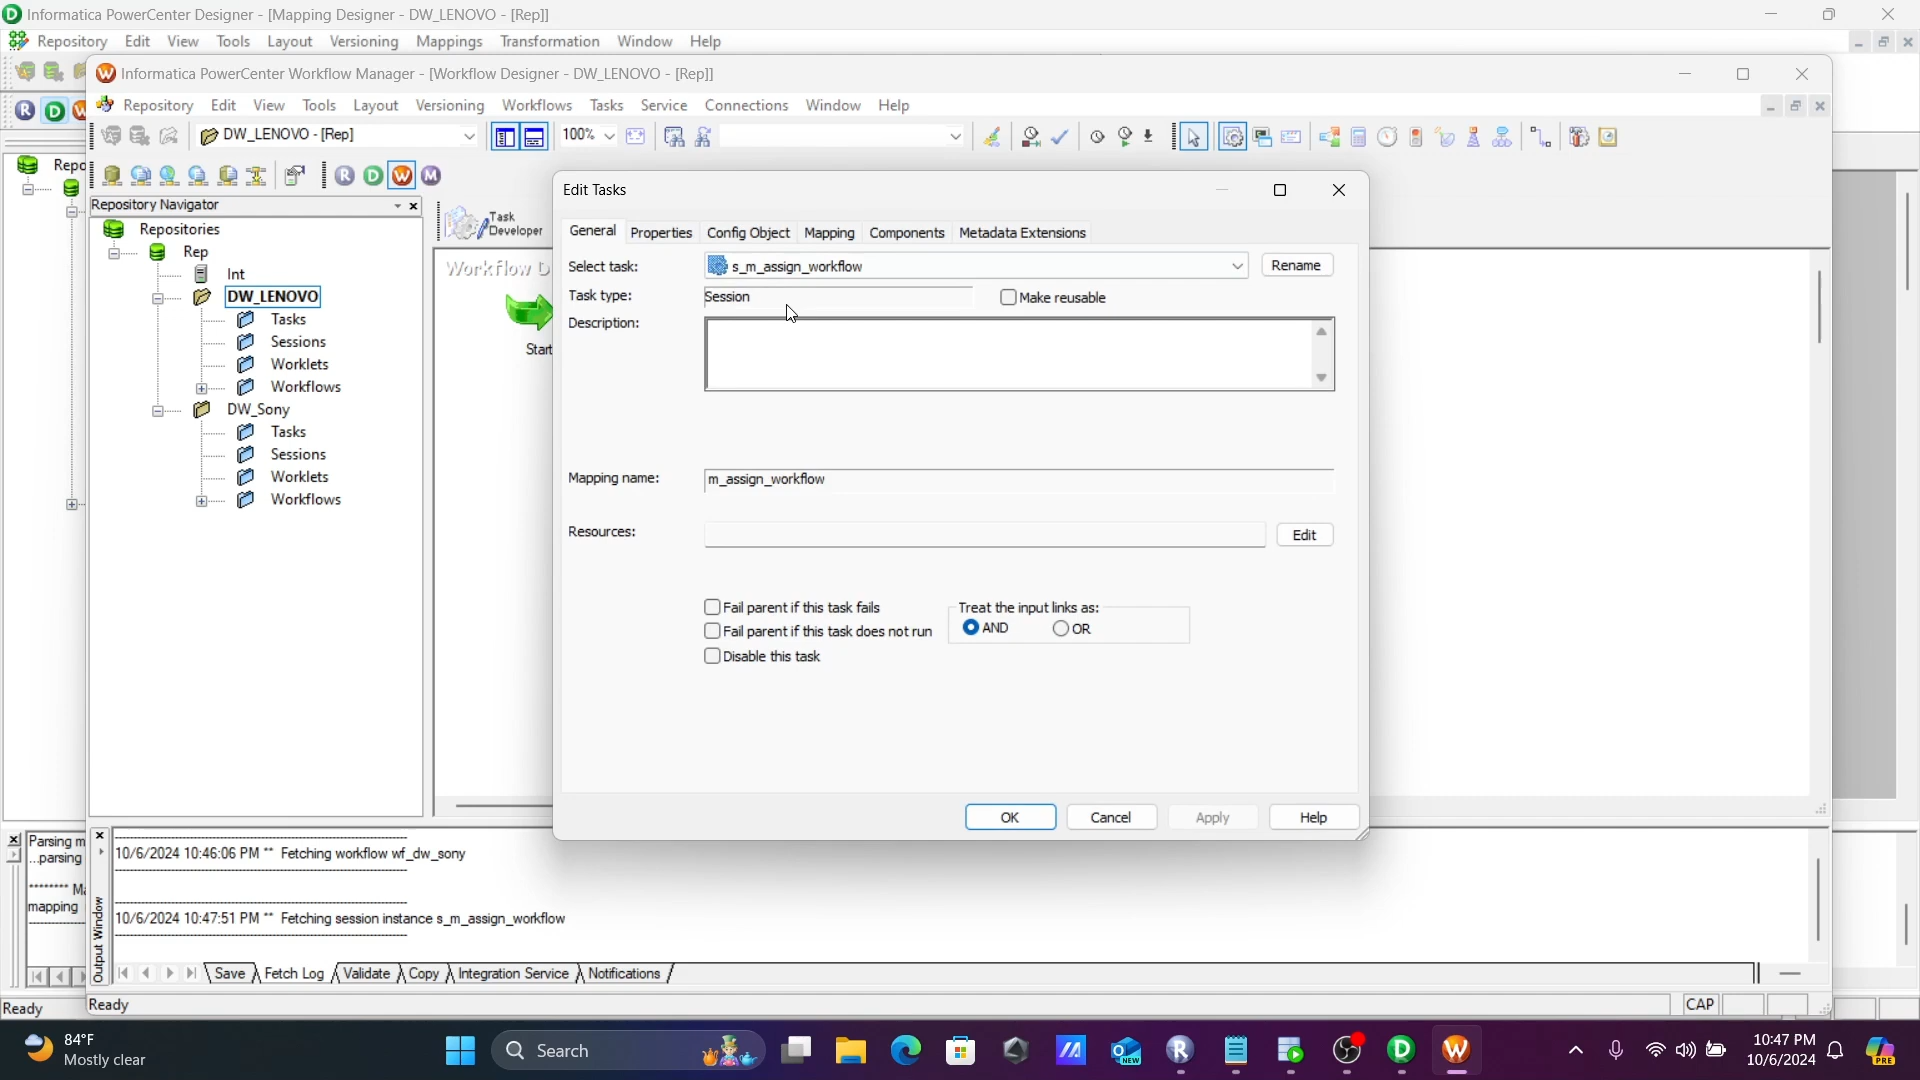 Informatica PowerCenter Designer - [Mapping Designer - DW_LENOVO - [Rep]]
Repository Edit View Tools Layout Versioning Mappings Transformation Window Help
Informatica PowerCenter Workflow Manager - [Workflow Designer - DW_LENOVO - [Rep]]
Repository Edit View Tools Layout Versioning Workflows Tasks Service Connections Window Help
DW_LENOVO - [Rep]
100%
R D W M
Repository Navigator
Repositories
Rep
Int
DW_LENOVO
Tasks
Sessions
Worklets
Workflows
DW_Sony
Tasks
Sessions
Worklets
Workflows
Repo
Task
Developer
Workflow D
Start
Edit Tasks
General Properties Config Object Mapping Components Metadata Extensions
Select task: s_m_assign_workflow Rename
Task type: Session Make reusable
Description:
Mapping name: m_assign_workflow
Resources: Edit
Fail parent if this task fails
Fail parent if this task does not run
Disable this task
Treat the input links as:
AND OR
OK Cancel Apply Help
Parsing m
...parsing
******** Ma
mapping
Output Window
10/6/2024 10:46:06 PM ** Fetching workflow wf_dw_sony
10/6/2024 10:47:51 PM ** Fetching session instance s_m_assign_workflow
Save Fetch Log Validate Copy Integration Service Notifications
Ready
Ready
CAP
84°F
Mostly clear
Search
NEW
R
D
W
10:47 PM
10/6/2024
PRE